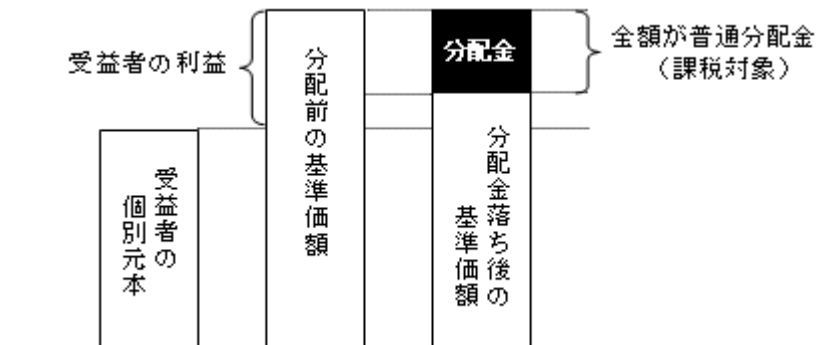 受益者の利益
分配前の基準価額
分配金
全額が普通分配金
（課税対象）
受益者の
個別元本
分配金落ち後の
基準価額